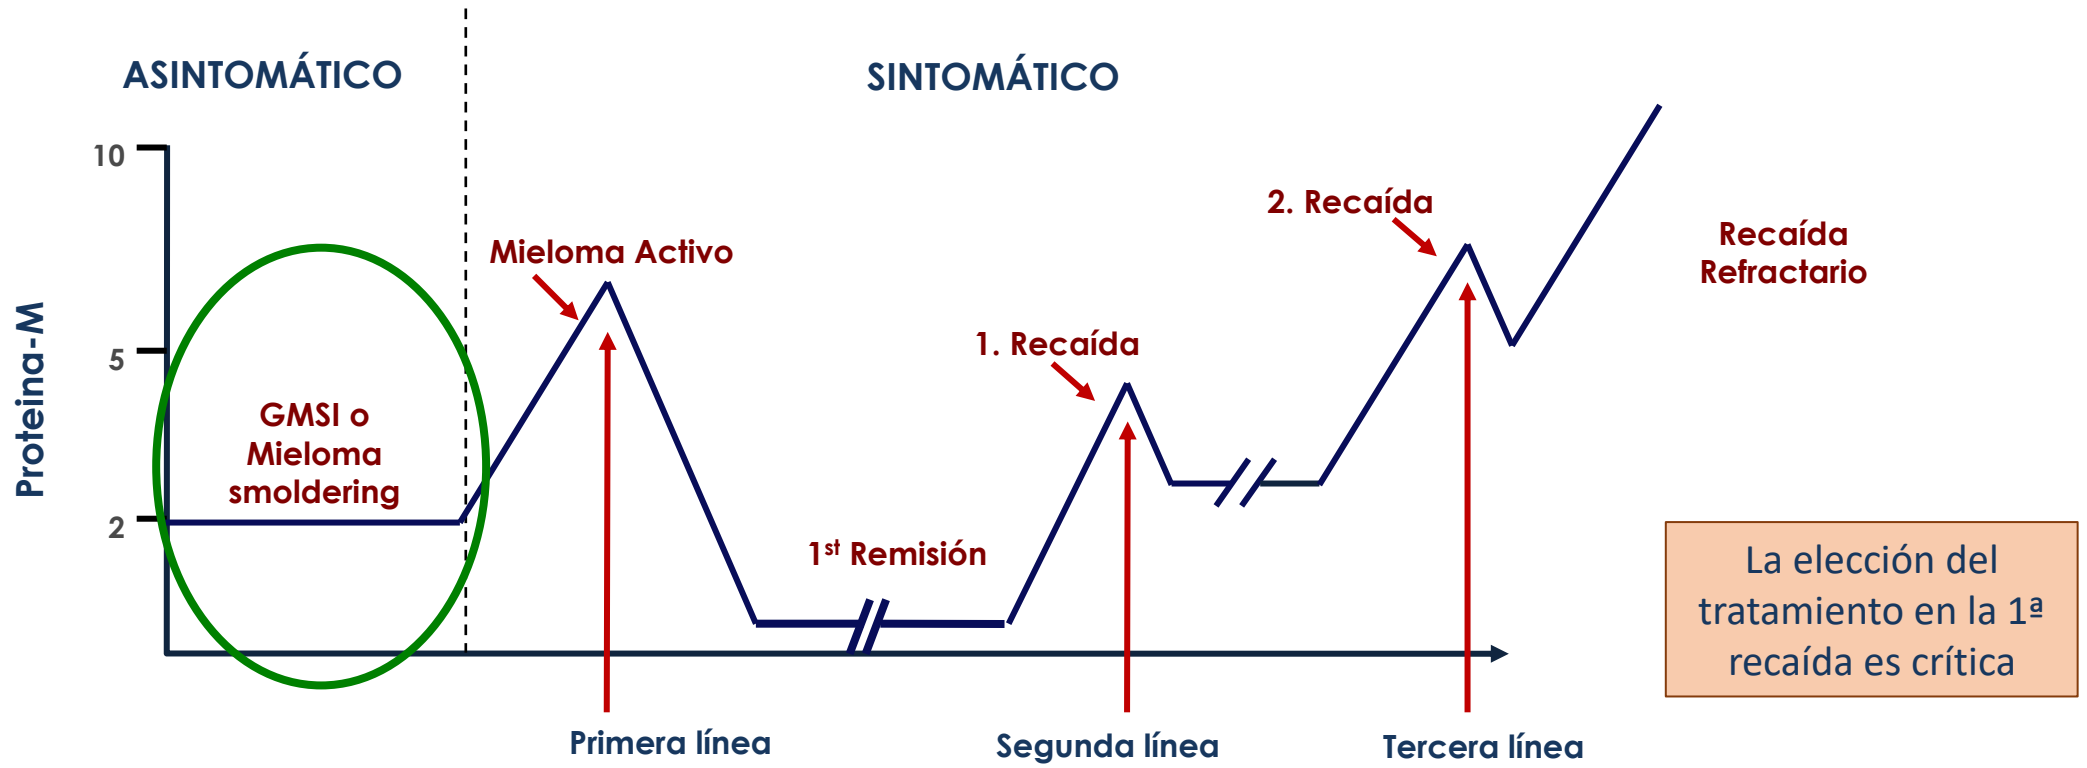 ASINTOMÁTICO
SINTOMÁTICO
10
5
2
Proteina-M
GMSI o
Mieloma
smoldering
Mieloma Activo
1st Remisión
1. Recaída
2. Recaída
Recaída
Refractario
La elección del
tratamiento en la 1ª
recaída es crítica
Primera línea
Segunda línea
Tercera línea